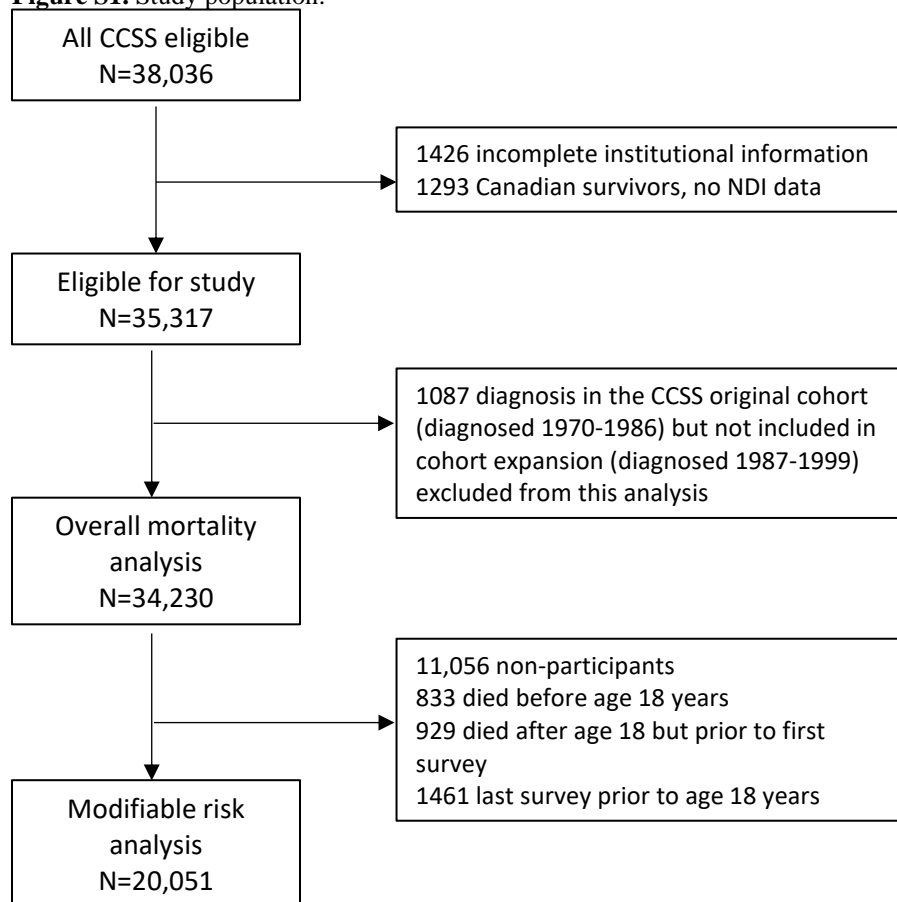 Figure S1. Study population.
All CCSS eligible
N=38,036
1426 incomplete institutional information
1293 Canadian survivors, no NDI data
Eligible for study
N=35,317
1087 diagnosis in the CCSS original cohort
(diagnosed 1970-1986) but not included in
cohort expansion (diagnosed 1987-1999)
excluded from this analysis
Overall mortality
analysis
N=34,230
11,056 non-participants
833 died before age 18 years
929 died after age 18 but prior to first
survey
1461 last survey prior to age 18 years
Modifiable risk
analysis
N=20,051